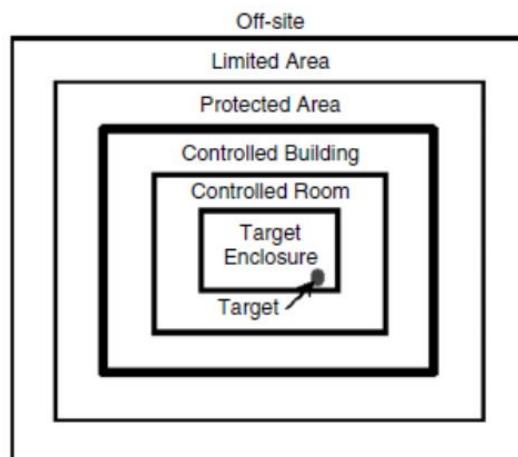 Off-site
Limited Area
Protected Area
Controlled Building
Controlled Room
Target
Enclosure
Target